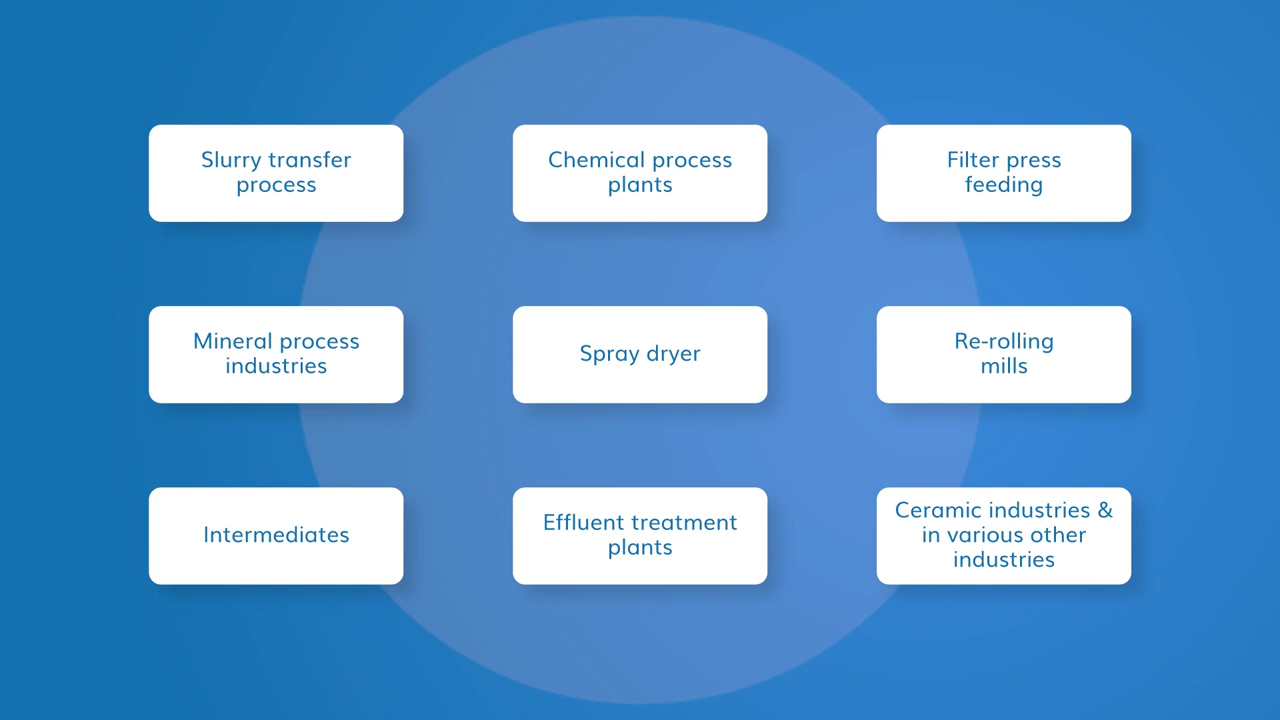 Slurry transfer
process
Chemical process
plants
Filter press
feeding
Mineral process
industries
Spray dryer
Re-rolling
mills
Intermediates
Effluent treatment
plants
Ceramic industries &
in various other
industries